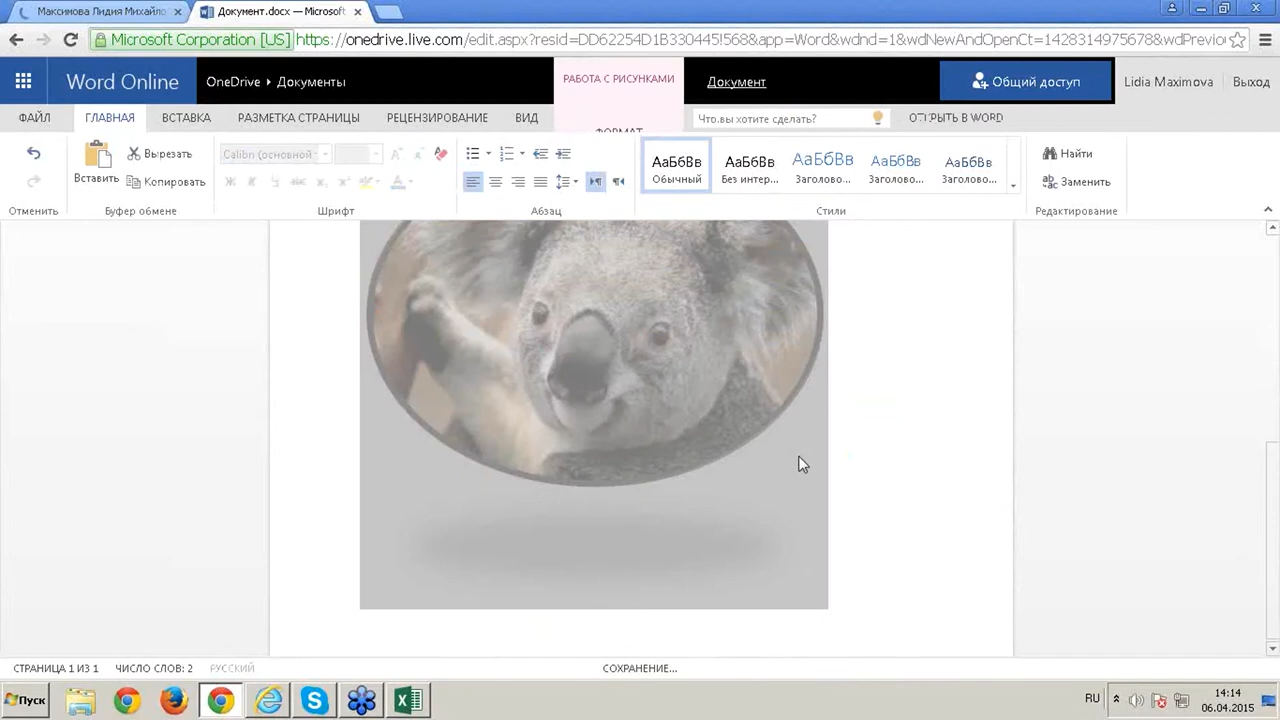 Максимова Лидия Михайло
Документ.docx — Microsoft
Microsoft Corporation [US]
https://onedrive.live.com/edit.aspx?resid=DD62254D1B330445!568&app=Word&wdnd=1&wdNewAndOpenCt=1428314975678&wdPreviou
Word Online
OneDrive ▸ Документы
РАБОТА С РИСУНКАМИ
Документ
Общий доступ
Lidia Maximova
Выход
ФАЙЛ ГЛАВНАЯ ВСТАВКА РАЗМЕТКА СТРАНИЦЫ РЕЦЕНЗИРОВАНИЕ ВИД ФОРМАТ
Что вы хотите сделать?
ОТКРЫТЬ В WORD
Вставить
Вырезать
Копировать
Calibri (основной
АаБбВв АаБбВв АаБбВв АаБбВв АаБбВв
Обычный Без интер... Заголово... Заголово... Заголово...
Найти
Заменить
Отменить Буфер обмене Шрифт Абзац Стили Редактирование
СТРАНИЦА 1 ИЗ 1 ЧИСЛО СЛОВ: 2 РУССКИЙ СОХРАНЕНИЕ...
Пуск
RU
14:14
06.04.2015